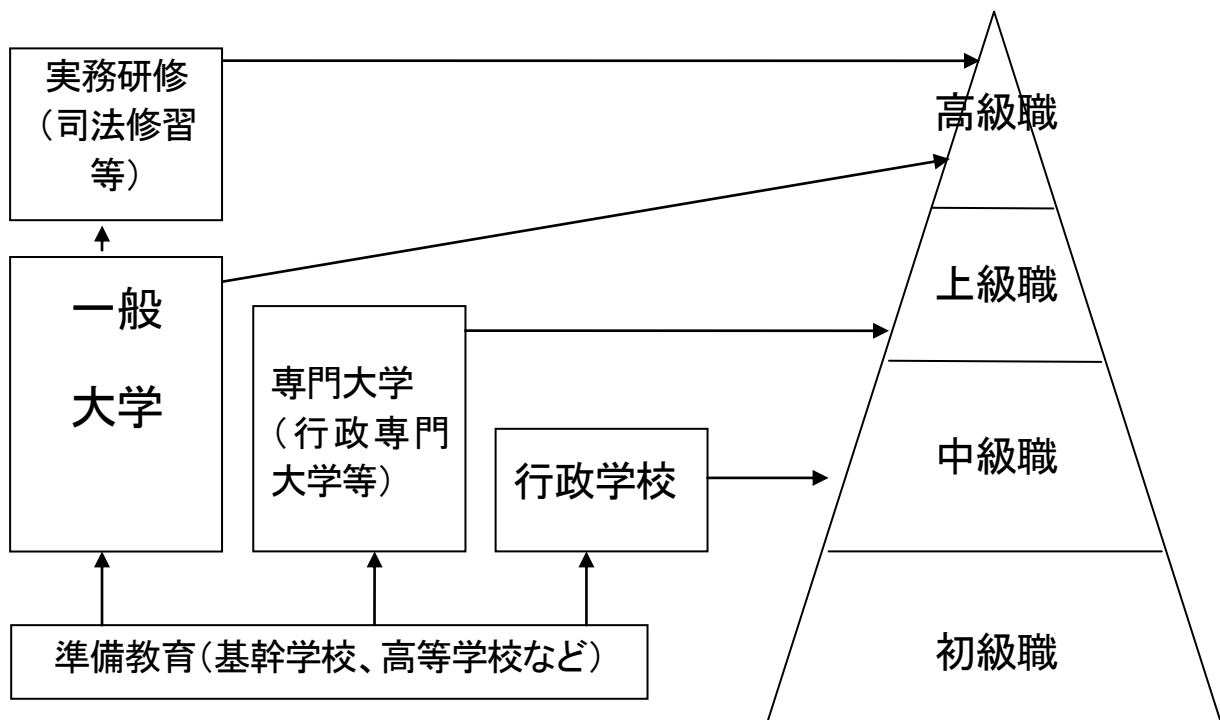 実務研修
（司法修習
等）
高級職
一般
大学
上級職
専門大学
（行政専門
大学等）
行政学校
中級職
準備教育（基幹学校、高等学校など）
初級職